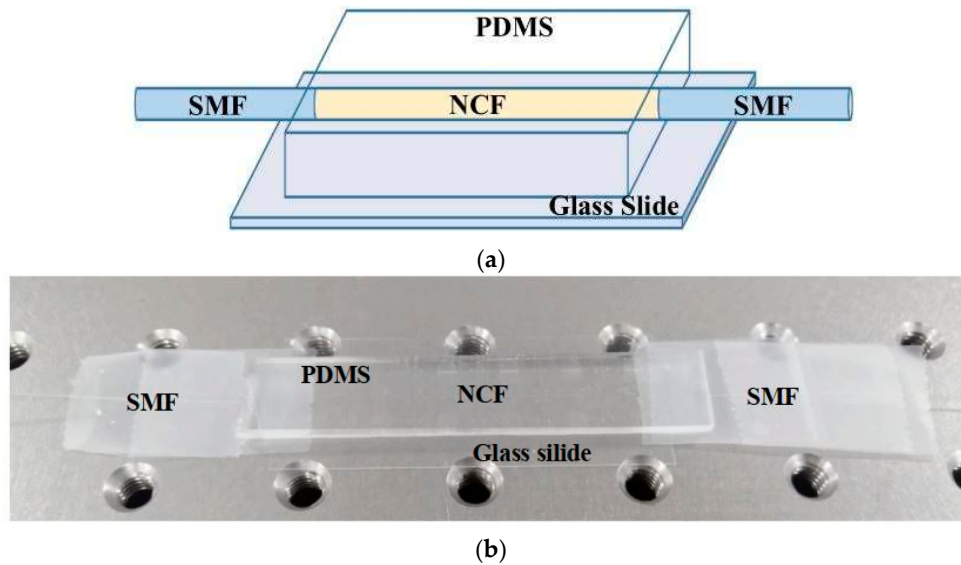 PDMS
SMF NCF SMF
Glass Slide
(a)
PDMS
SMF NCF SMF
Glass silide
(b)